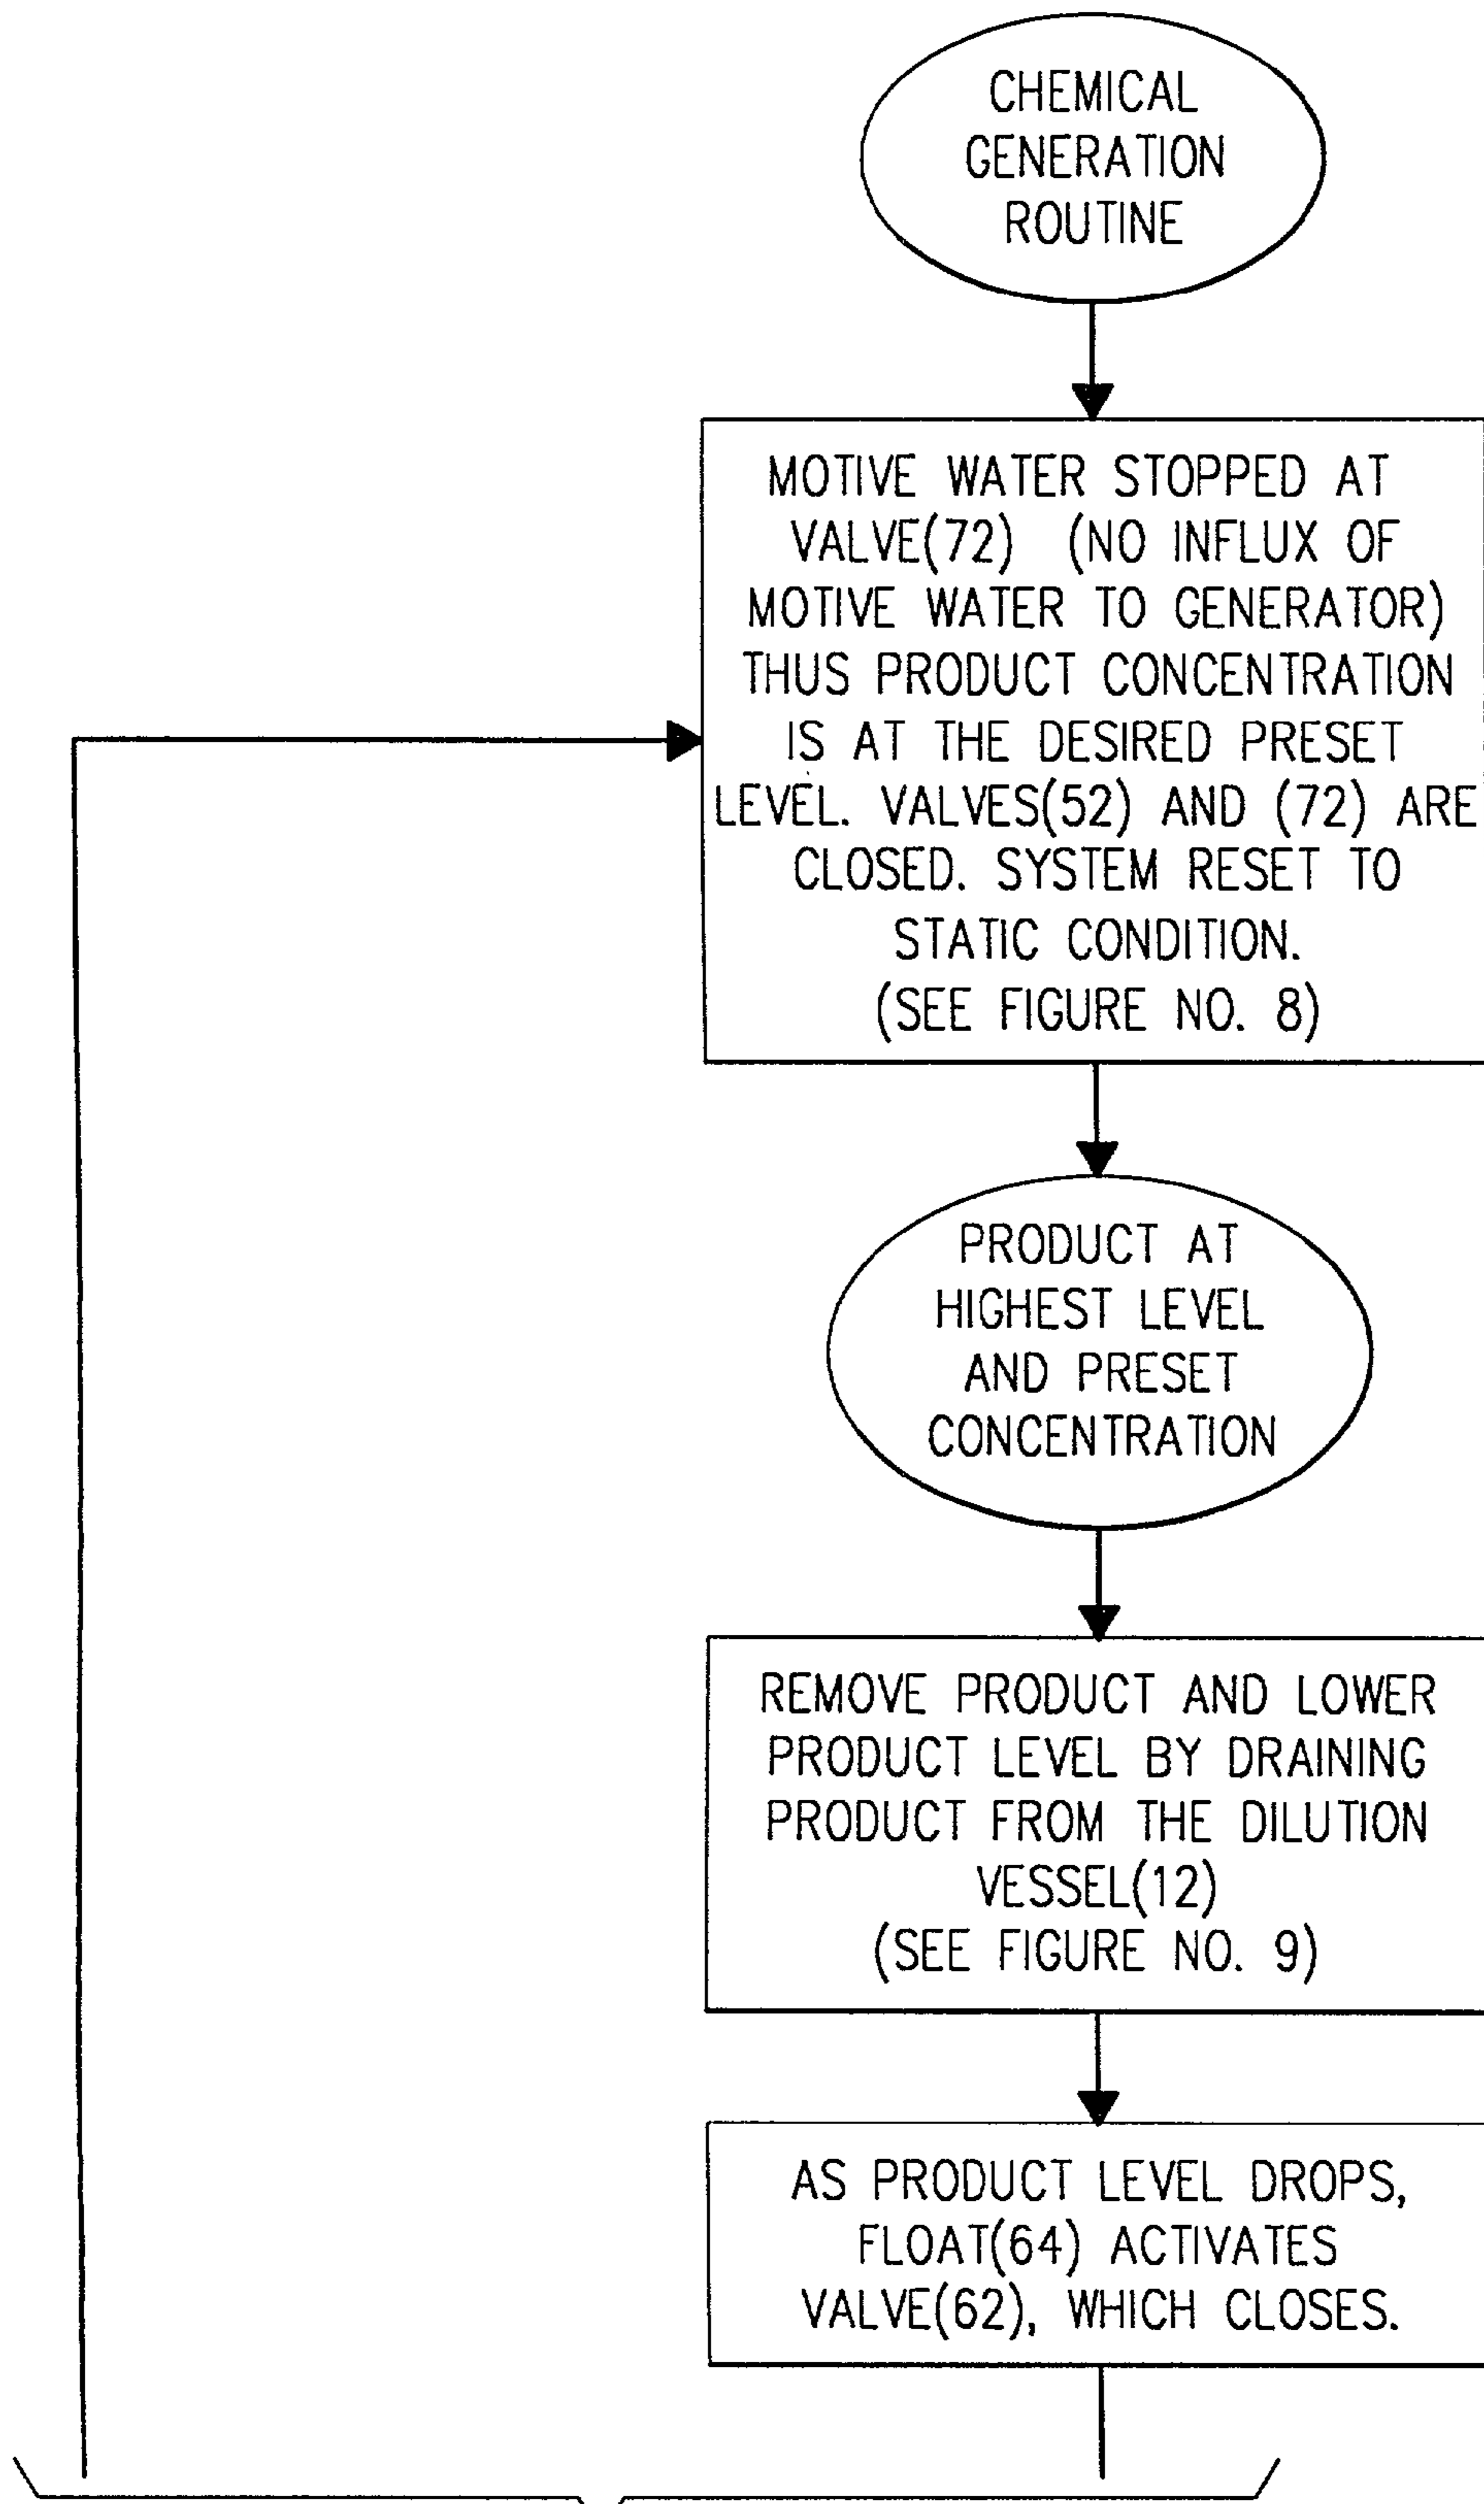 CHEMICAL
GENERATION
ROUTINE
MOTIVE WATER STOPPED AT
VALVE(72) (NO INFLUX OF
MOTIVE WATER TO GENERATOR)
THUS PRODUCT CONCENTRATION
IS AT THE DESIRED PRESET
LEVEL. VALVES(52) AND (72) ARE
CLOSED. SYSTEM RESET TO
STATIC CONDITION.
(SEE FIGURE NO. 8)
PRODUCT AT
HIGHEST LEVEL
AND PRESET
CONCENTRATION
REMOVE PRODUCT AND LOWER
PRODUCT LEVEL BY DRAINING
PRODUCT FROM THE DILUTION
VESSEL(12)
(SEE FIGURE NO. 9)
AS PRODUCT LEVEL DROPS,
FLOAT(64) ACTIVATES
VALVE(62), WHICH CLOSES.